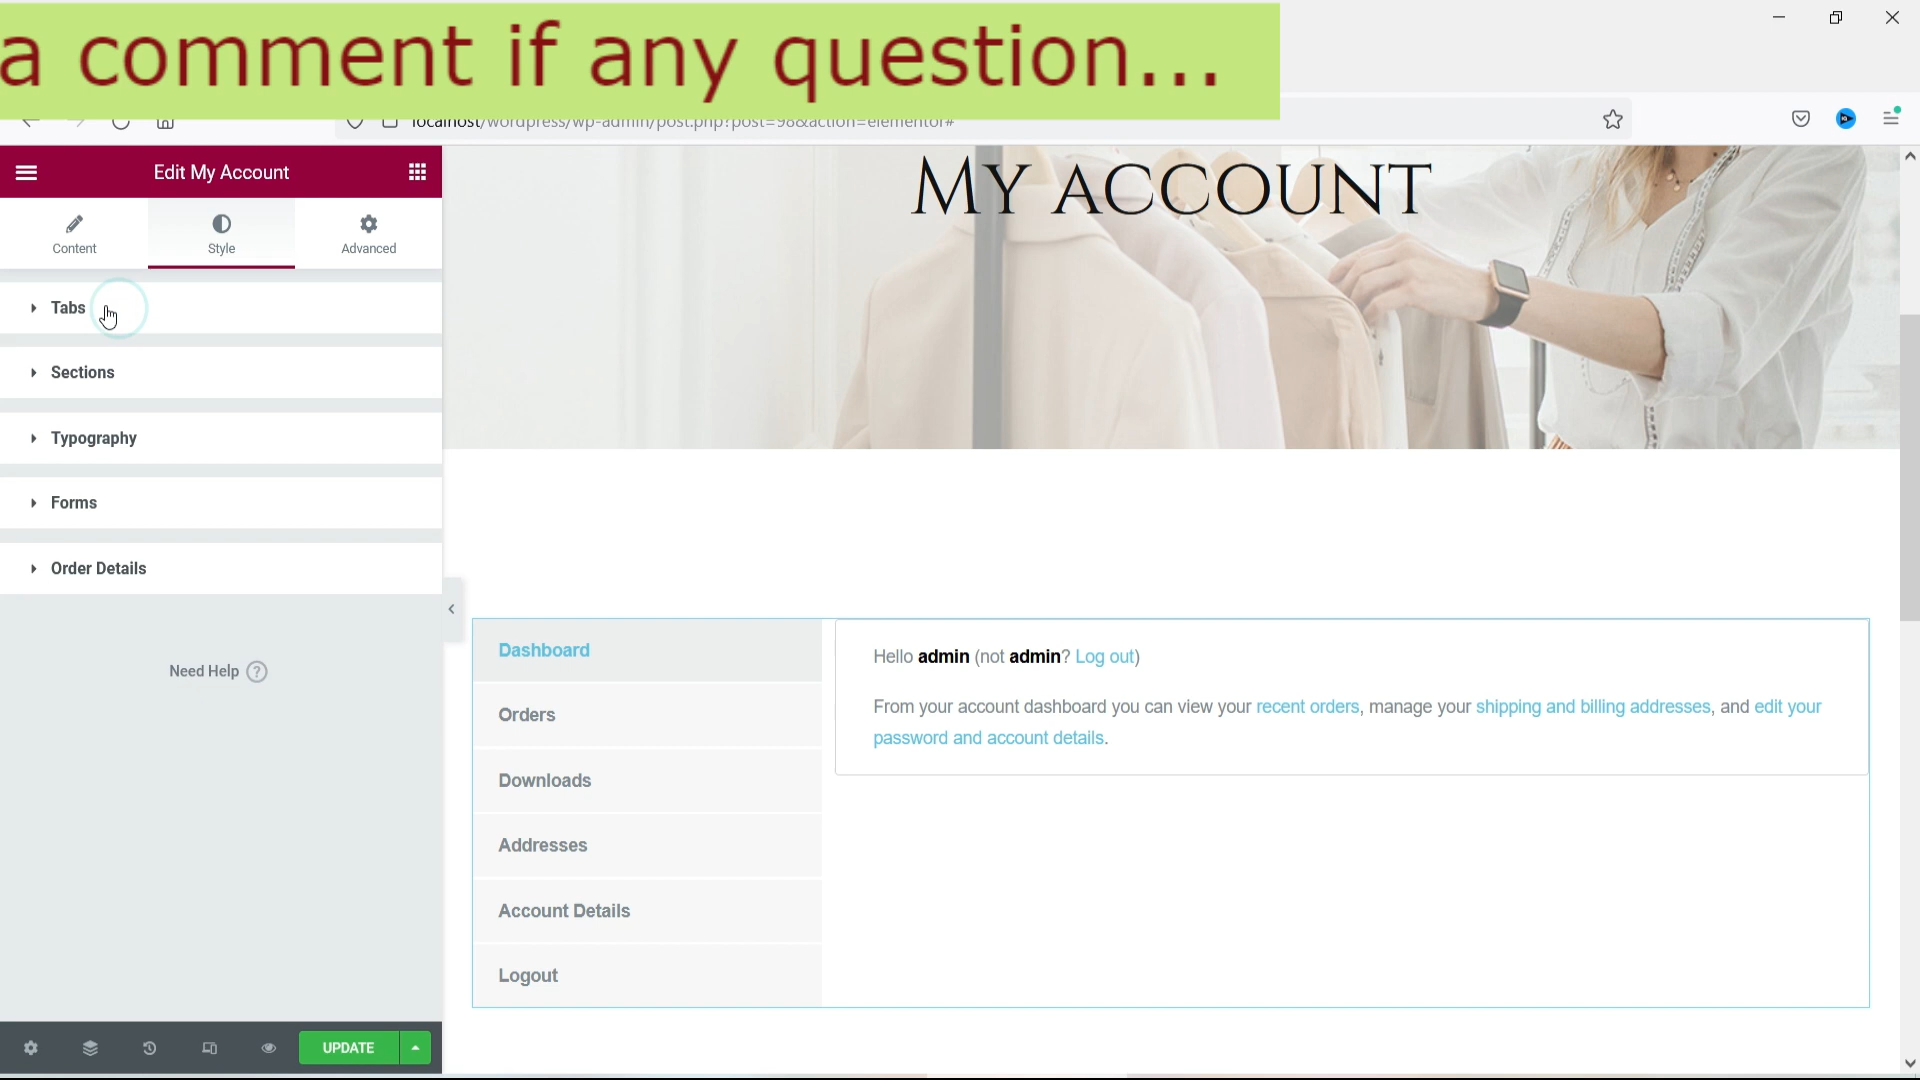 a comment if any question...
localhost/wordpress/wp-admin/post.php?post=98&action=elementor#
Edit My Account
Content
Style
Advanced
Tabs
Sections
Typography
Forms
Order Details
Need Help ?
UPDATE
MY ACCOUNT
Dashboard
Orders
Downloads
Addresses
Account Details
Logout
Hello admin (not admin? Log out)
From your account dashboard you can view your recent orders, manage your shipping and billing addresses, and edit your
password and account details.